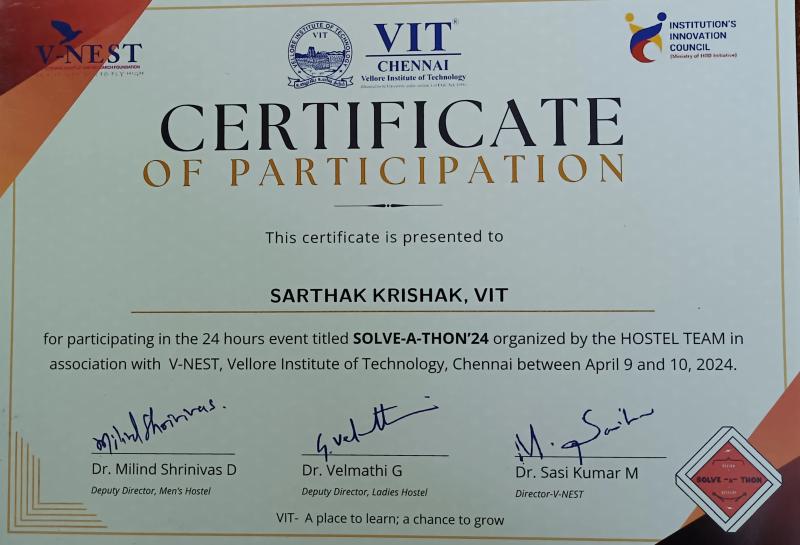 V-NEST
VIT
CHENNAI
Vellore Institute of Technology
VELLORE INSTITUTE OF TECHNOLOGY
VIT
INSTITUTION'S
INNOVATION
COUNCIL
(Ministry of HRD Initiative)
CERTIFICATE
OF PARTICIPATION
This certificate is presented to
SARTHAK KRISHAK, VIT
for participating in the 24 hours event titled SOLVE-A-THON'24 organized by the HOSTEL TEAM in
association with V-NEST, Vellore Institute of Technology, Chennai between April 9 and 10, 2024.
Milind Shrinivas.
G. Velmathi
M. Sasiku
Dr. Milind Shrinivas D
Deputy Director, Men's Hostel
Dr. Velmathi G
Deputy Director, Ladies Hostel
Dr. Sasi Kumar M
Director-V-NEST
SOLVE -A- THON
VIT- A place to learn; a chance to grow